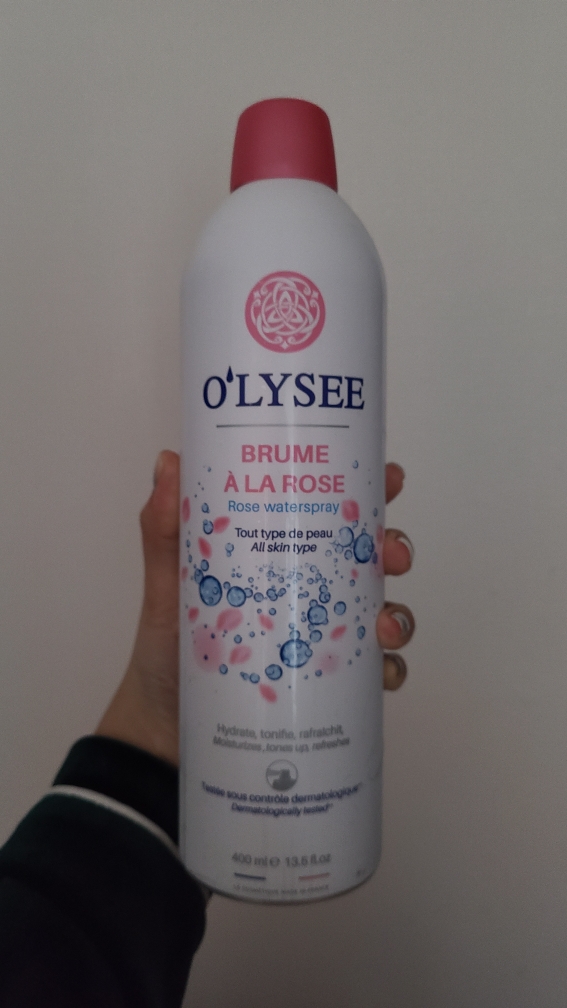 O'LYSEE
BRUME
À LA ROSE
Rose waterspray
Tout type de peau
All skin type
Hydrate, tonifie, rafraîchit,
Moisturizes, tones up, refreshes
Testée sous contrôle dermatologique**
Dermatologically tested**
400 ml ℮ 13.5 fl.oz